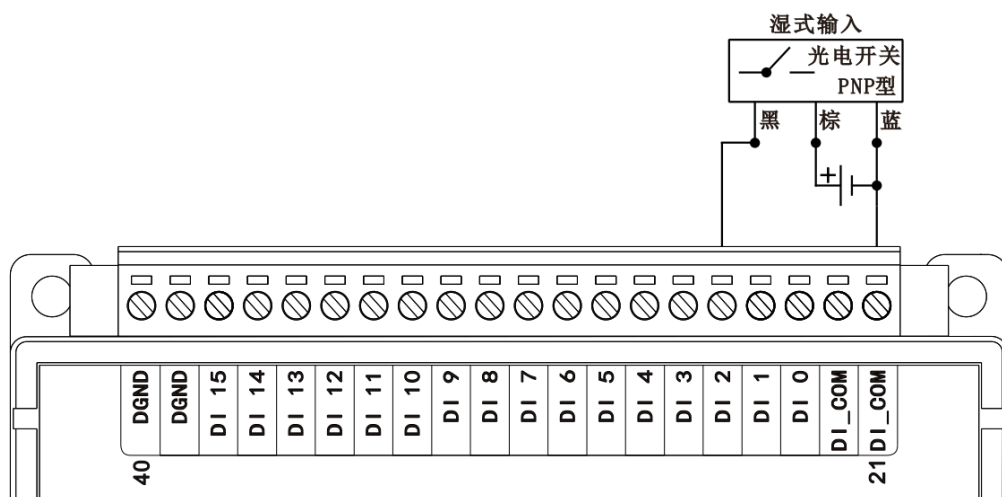 湿式输入
光电开关
PNP型
黑
棕
蓝
+
DGND
DGND
DI 15
DI 14
DI 13
DI 12
DI 11
DI 10
DI 9
DI 8
DI 7
DI 6
DI 5
DI 4
DI 3
DI 2
DI 1
DI 0
DI_COM
DI_COM
40
21